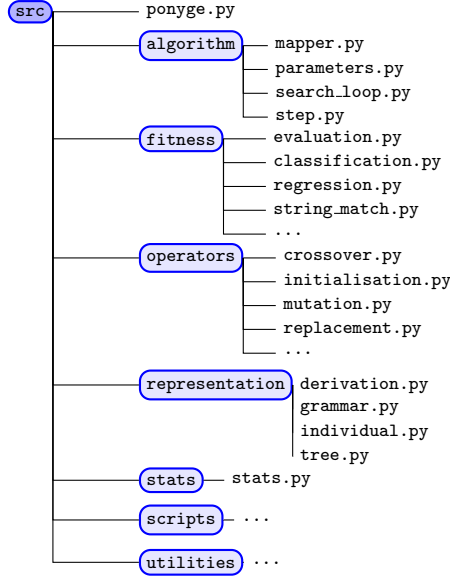 src
ponyge.py
algorithm
mapper.py
parameters.py
search_loop.py
step.py
fitness
evaluation.py
classification.py
regression.py
string_match.py
...
operators
crossover.py
initialisation.py
mutation.py
replacement.py
...
representation
derivation.py
grammar.py
individual.py
tree.py
stats
stats.py
scripts
...
utilities
...